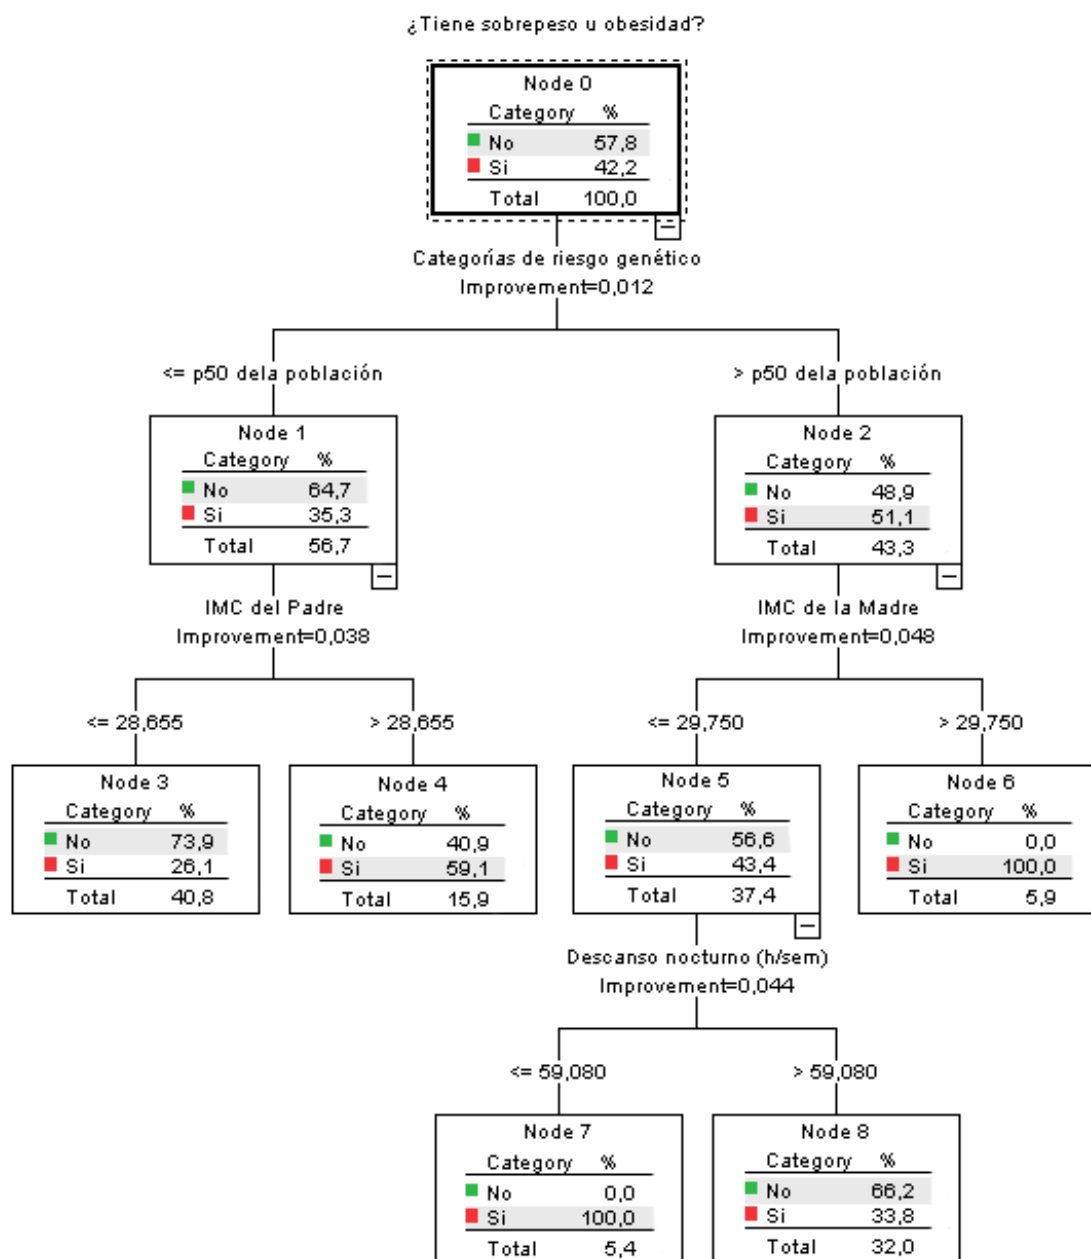 ¿Tiene sobrepeso u obesidad?
Node 0
Category %
No 57,8
Si 42,2
Total 100,0
Categorías de riesgo genético
Improvement=0,012
<= p50 dela población
> p50 dela población
Node 1
Category %
No 64,7
Si 35,3
Total 56,7
Node 2
Category %
No 48,9
Si 51,1
Total 43,3
IMC del Padre
Improvement=0,038
IMC de la Madre
Improvement=0,048
<= 28,655
> 28,655
<= 29,750
> 29,750
Node 3
Category %
No 73,9
Si 26,1
Total 40,8
Node 4
Category %
No 40,9
Si 59,1
Total 15,9
Node 5
Category %
No 56,6
Si 43,4
Total 37,4
Node 6
Category %
No 0,0
Si 100,0
Total 5,9
Descanso nocturno (h/sem)
Improvement=0,044
<= 59,080
> 59,080
Node 7
Category %
No 0,0
Si 100,0
Total 5,4
Node 8
Category %
No 66,2
Si 33,8
Total 32,0